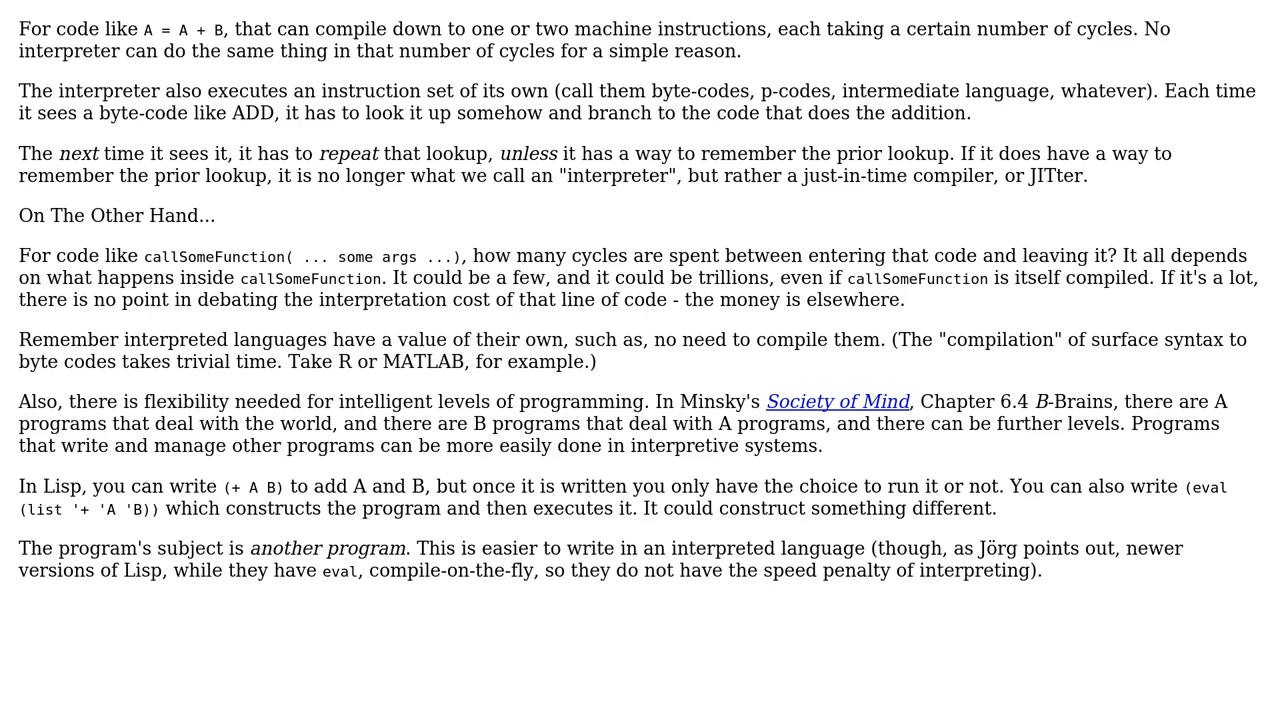 For code like A = A + B, that can compile down to one or two machine instructions, each taking a certain number of cycles. No
interpreter can do the same thing in that number of cycles for a simple reason.
The interpreter also executes an instruction set of its own (call them byte-codes, p-codes, intermediate language, whatever). Each time
it sees a byte-code like ADD, it has to look it up somehow and branch to the code that does the addition.
The next time it sees it, it has to repeat that lookup, unless it has a way to remember the prior lookup. If it does have a way to
remember the prior lookup, it is no longer what we call an "interpreter", but rather a just-in-time compiler, or JITter.
On The Other Hand...
For code like callSomeFunction( ... some args ...), how many cycles are spent between entering that code and leaving it? It all depends
on what happens inside callSomeFunction. It could be a few, and it could be trillions, even if callSomeFunction is itself compiled. If it's a lot,
there is no point in debating the interpretation cost of that line of code - the money is elsewhere.
Remember interpreted languages have a value of their own, such as, no need to compile them. (The "compilation" of surface syntax to
byte codes takes trivial time. Take R or MATLAB, for example.)
Also, there is flexibility needed for intelligent levels of programming. In Minsky's Society of Mind, Chapter 6.4 B-Brains, there are A
programs that deal with the world, and there are B programs that deal with A programs, and there can be further levels. Programs
that write and manage other programs can be more easily done in interpretive systems.
In Lisp, you can write (+ A B) to add A and B, but once it is written you only have the choice to run it or not. You can also write (eval
(list '+ 'A 'B)) which constructs the program and then executes it. It could construct something different.
The program's subject is another program. This is easier to write in an interpreted language (though, as Jörg points out, newer
versions of Lisp, while they have eval, compile-on-the-fly, so they do not have the speed penalty of interpreting).